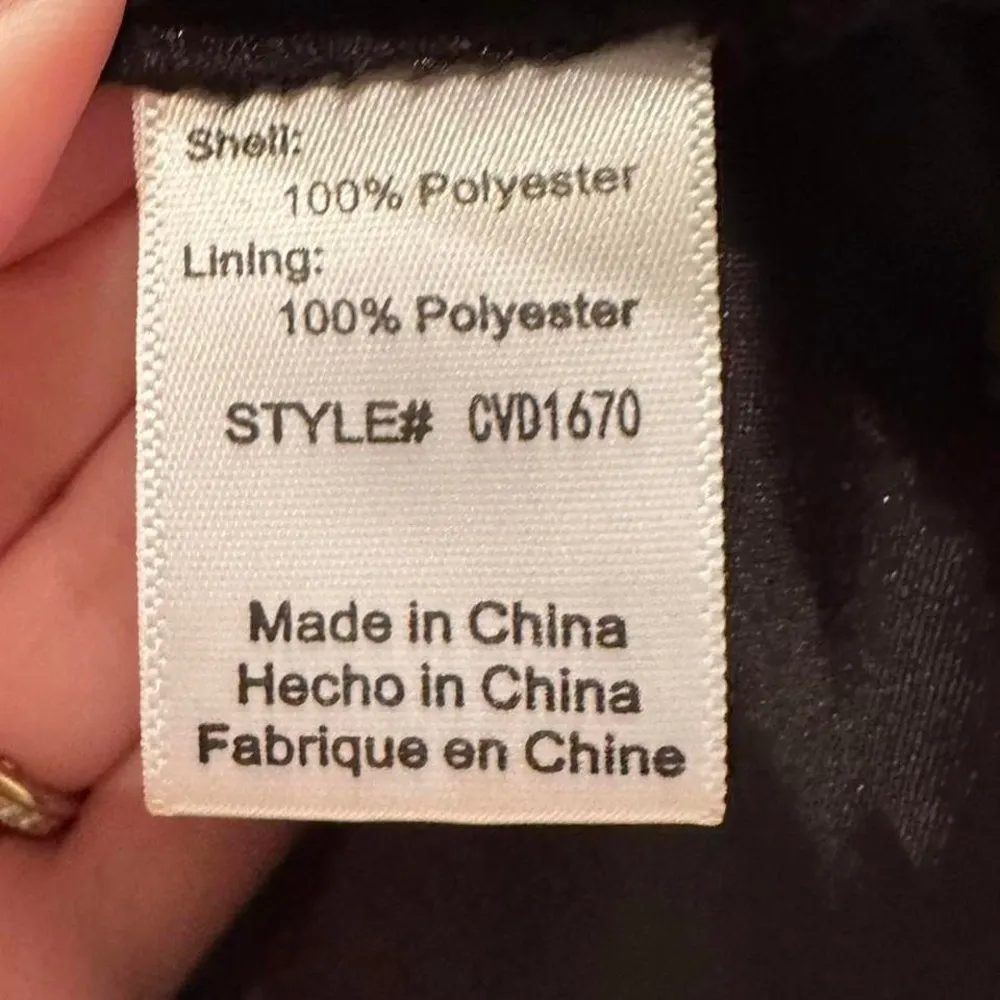 Shell:
100% Polyester
Lining:
100% Polyester
STYLE# CVD1670
Made in China
Hecho in China
Fabrique en Chine